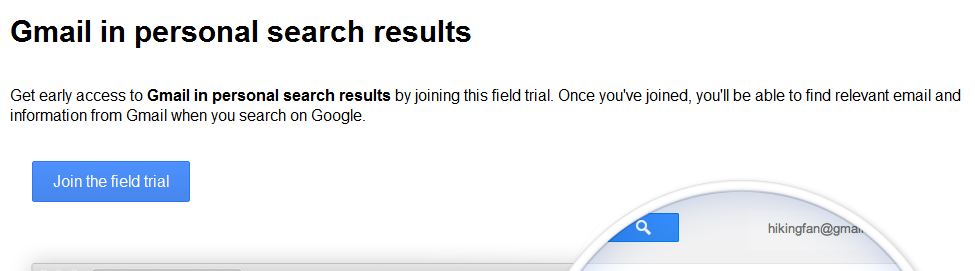 Gmail in personal search results
Get early access to Gmail in personal search results by joining this field trial. Once you've joined, you'll be able to find relevant email and
information from Gmail when you search on Google.
Join the field trial
hikingfan@gmai